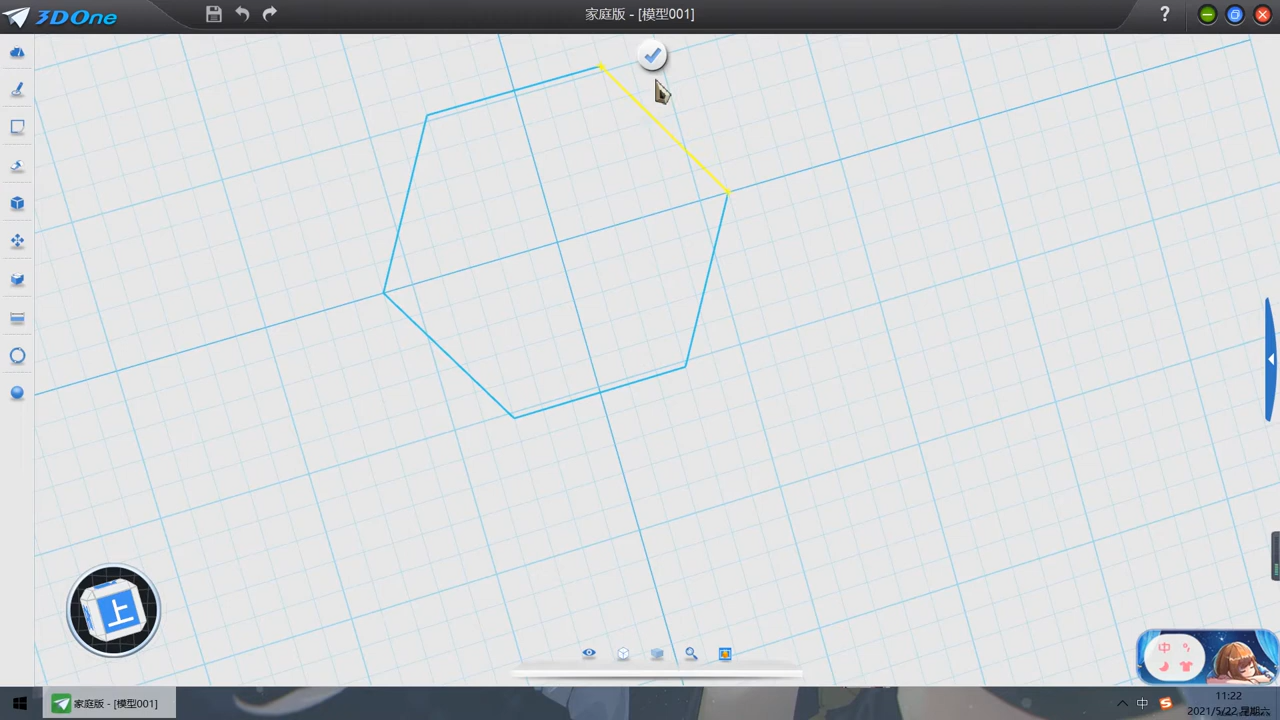 3DOne
家庭版 - [模型001]
?
上
中
家庭版 - [模型001]
中
11:22
2021/5/22 星期六